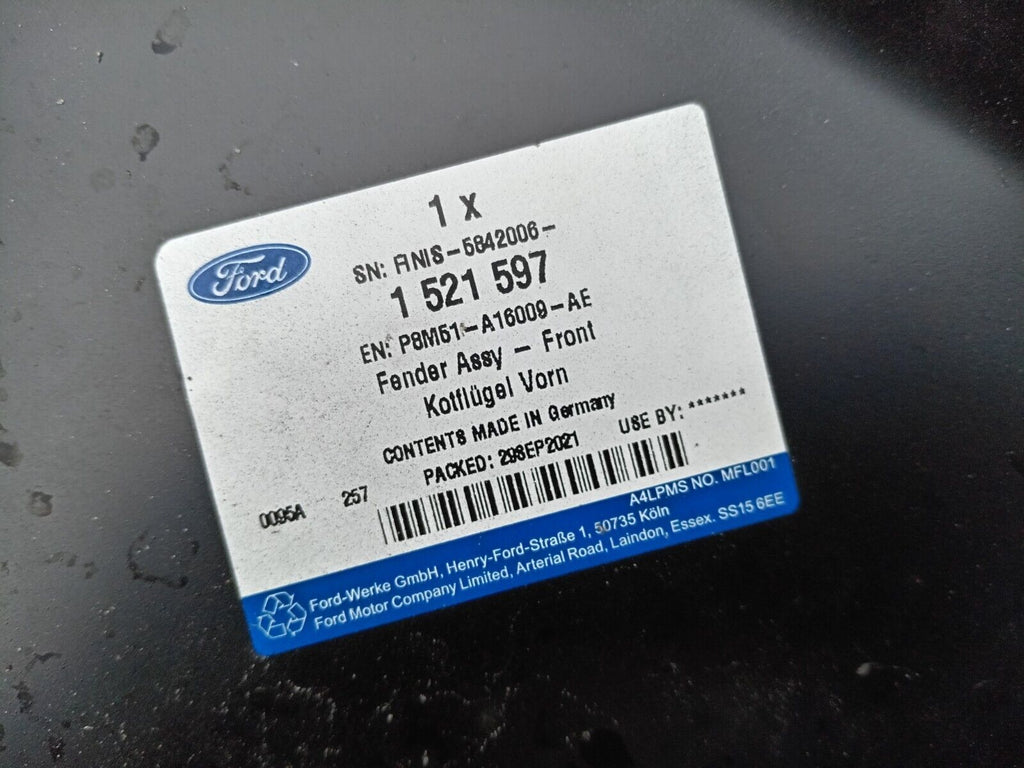 1 x
Ford
SN: FINIS-5842006-
1 521 597
EN: P8M51-A16009-AE
Fender Assy - Front
Kotflügel Vorn
CONTENTS MADE IN Germany
PACKED: 29SEP2021 USE BY: *******
0095A 257
A4LPMS NO. MFL001
Ford-Werke GmbH, Henry-Ford-Straße 1, 50735 Köln
Ford Motor Company Limited, Arterial Road, Laindon, Essex. SS15 6EE